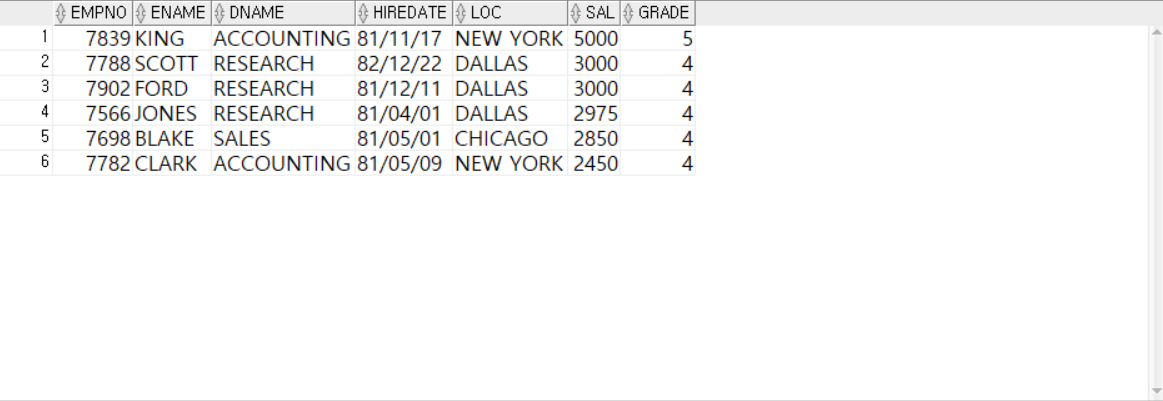 EMPNO ENAME DNAME HIREDATE LOC SAL GRADE
1 7839 KING ACCOUNTING 81/11/17 NEW YORK 5000 5
2 7788 SCOTT RESEARCH 82/12/22 DALLAS 3000 4
3 7902 FORD RESEARCH 81/12/11 DALLAS 3000 4
4 7566 JONES RESEARCH 81/04/01 DALLAS 2975 4
5 7698 BLAKE SALES 81/05/01 CHICAGO 2850 4
6 7782 CLARK ACCOUNTING 81/05/09 NEW YORK 2450 4